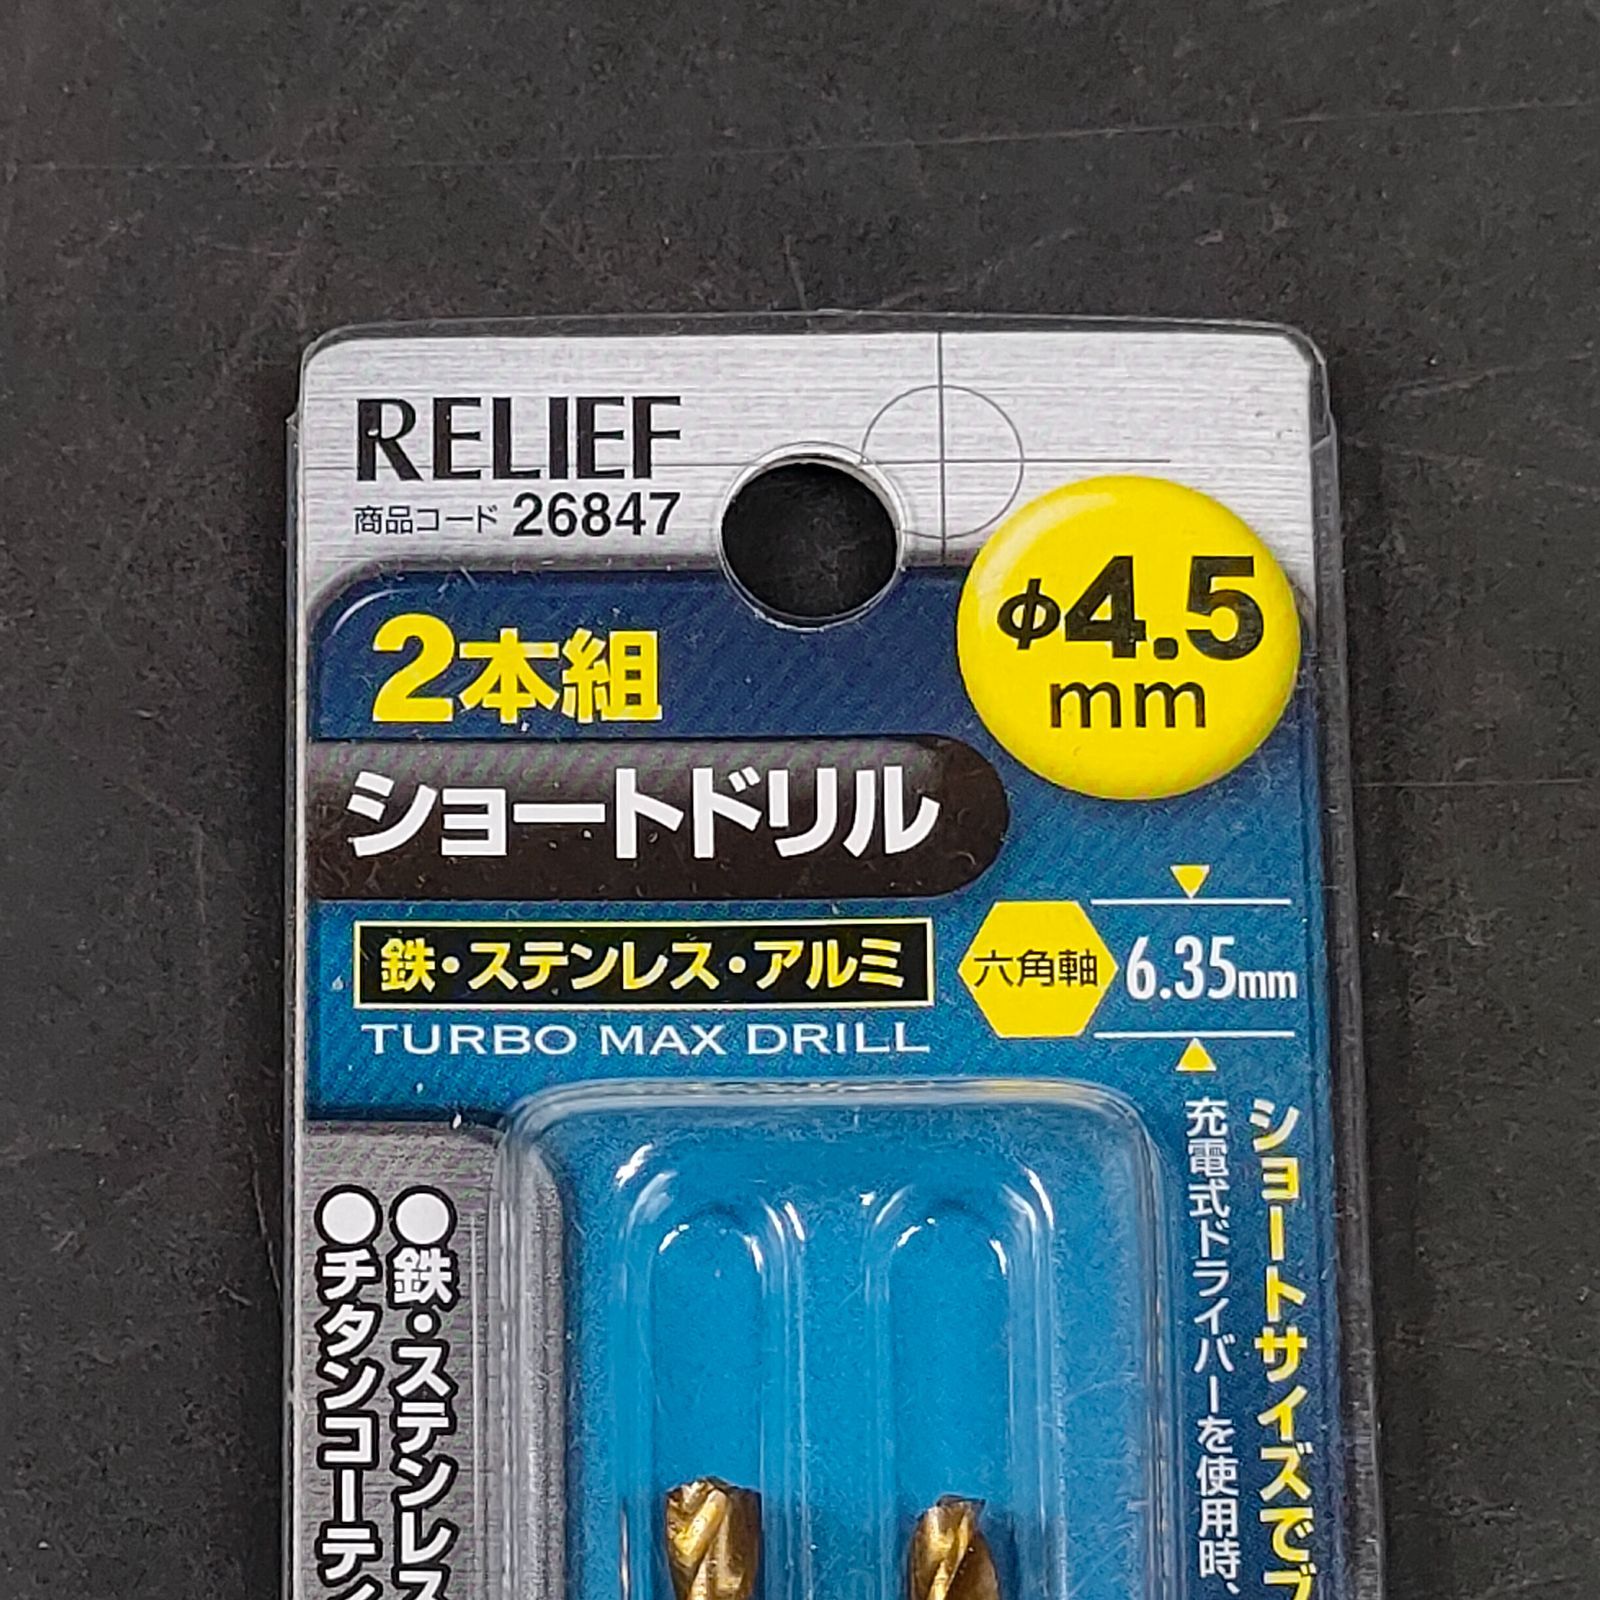 RELIEF
商品コード 26847
φ4.5
mm
2本組
ショートドリル
鉄・ステンレス・アルミ
TURBO MAX DRILL
六角軸
6.35mm
ショートサイズで
充電式ドライバーを使用時、
●鉄・ステンレス
●チタンコーティ